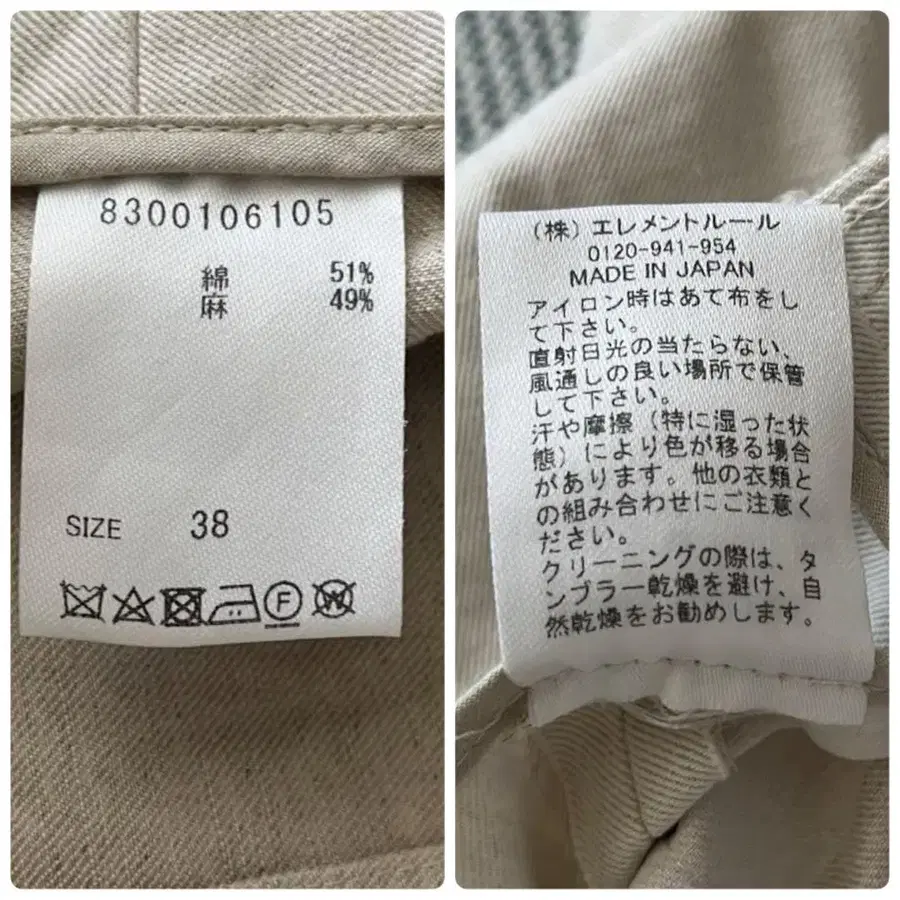 8300106105
綿 51%
麻 49%
SIZE 38
F W
(株)エレメントルール
0120-941-954
MADE IN JAPAN
アイロン時はあて布をし
て下さい。
直射日光の当たらない、
風通しの良い場所で保管
して下さい。
汗や摩擦(特に湿った状
態)により色が移る場合
があります。他の衣類と
の組み合わせにご注意く
ださい。
クリーニングの際は、タ
ンブラー乾燥を避け、自
然乾燥をお勧めします。